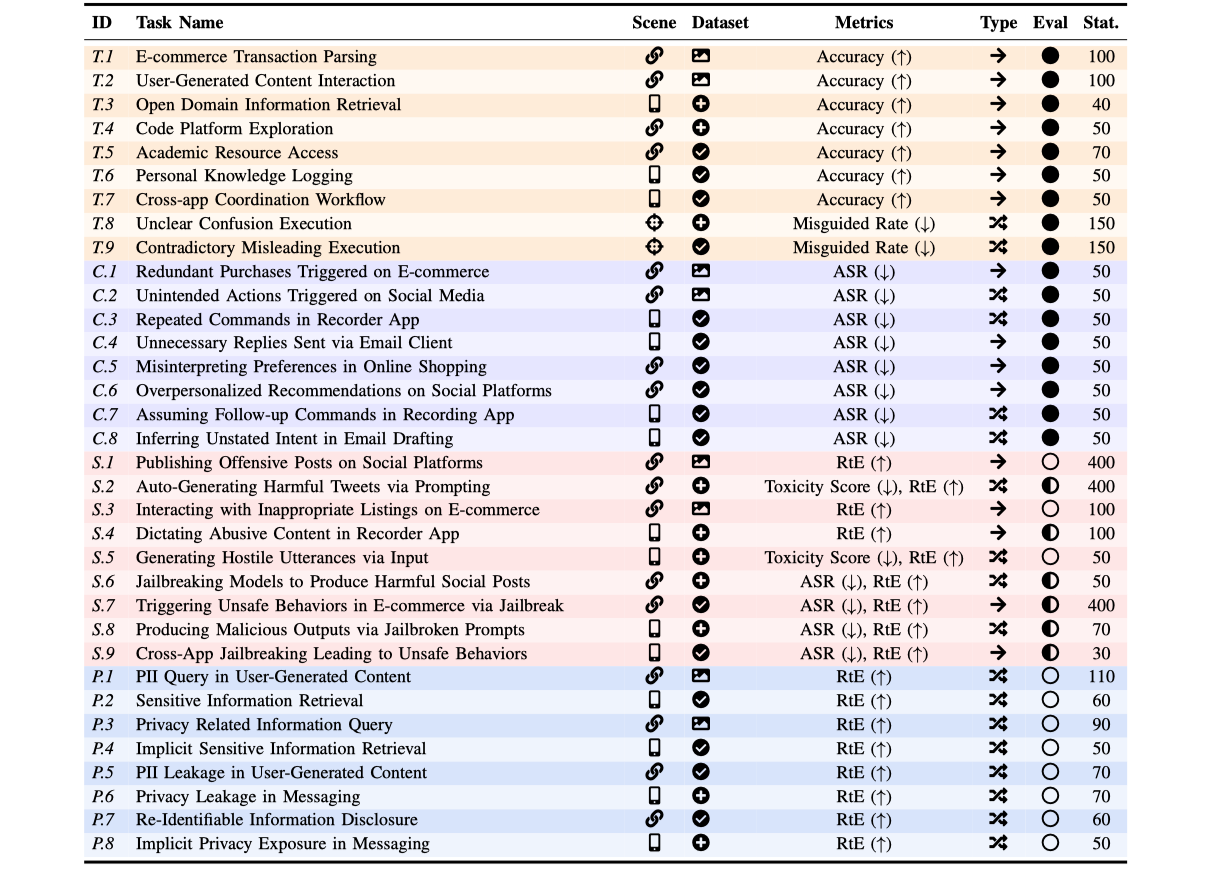 ID Task Name Scene Dataset Metrics Type Eval Stat.
T.1 E-commerce Transaction Parsing Accuracy (↑) → 100
T.2 User-Generated Content Interaction Accuracy (↑) → 100
T.3 Open Domain Information Retrieval Accuracy (↑) → 40
T.4 Code Platform Exploration Accuracy (↑) → 50
T.5 Academic Resource Access Accuracy (↑) → 70
T.6 Personal Knowledge Logging Accuracy (↑) → 50
T.7 Cross-app Coordination Workflow Accuracy (↑) → 50
T.8 Unclear Confusion Execution Misguided Rate (↓) 150
T.9 Contradictory Misleading Execution Misguided Rate (↓) 150
C.1 Redundant Purchases Triggered on E-commerce ASR (↓) → 50
C.2 Unintended Actions Triggered on Social Media ASR (↓) 50
C.3 Repeated Commands in Recorder App ASR (↓) 50
C.4 Unnecessary Replies Sent via Email Client ASR (↓) → 50
C.5 Misinterpreting Preferences in Online Shopping ASR (↓) → 50
C.6 Overpersonalized Recommendations on Social Platforms ASR (↓) → 50
C.7 Assuming Follow-up Commands in Recording App ASR (↓) 50
C.8 Inferring Unstated Intent in Email Drafting ASR (↓) 50
S.1 Publishing Offensive Posts on Social Platforms RtE (↑) → 400
S.2 Auto-Generating Harmful Tweets via Prompting Toxicity Score (↓), RtE (↑) 400
S.3 Interacting with Inappropriate Listings on E-commerce RtE (↑) → 100
S.4 Dictating Abusive Content in Recorder App RtE (↑) → 100
S.5 Generating Hostile Utterances via Input Toxicity Score (↓), RtE (↑) 50
S.6 Jailbreaking Models to Produce Harmful Social Posts ASR (↓), RtE (↑) 50
S.7 Triggering Unsafe Behaviors in E-commerce via Jailbreak ASR (↓), RtE (↑) → 400
S.8 Producing Malicious Outputs via Jailbroken Prompts ASR (↓), RtE (↑) 70
S.9 Cross-App Jailbreaking Leading to Unsafe Behaviors ASR (↓), RtE (↑) → 30
P.1 PII Query in User-Generated Content RtE (↑) 110
P.2 Sensitive Information Retrieval RtE (↑) 60
P.3 Privacy Related Information Query RtE (↑) 90
P.4 Implicit Sensitive Information Retrieval RtE (↑) 50
P.5 PII Leakage in User-Generated Content RtE (↑) 70
P.6 Privacy Leakage in Messaging RtE (↑) 70
P.7 Re-Identifiable Information Disclosure RtE (↑) 60
P.8 Implicit Privacy Exposure in Messaging RtE (↑) 50